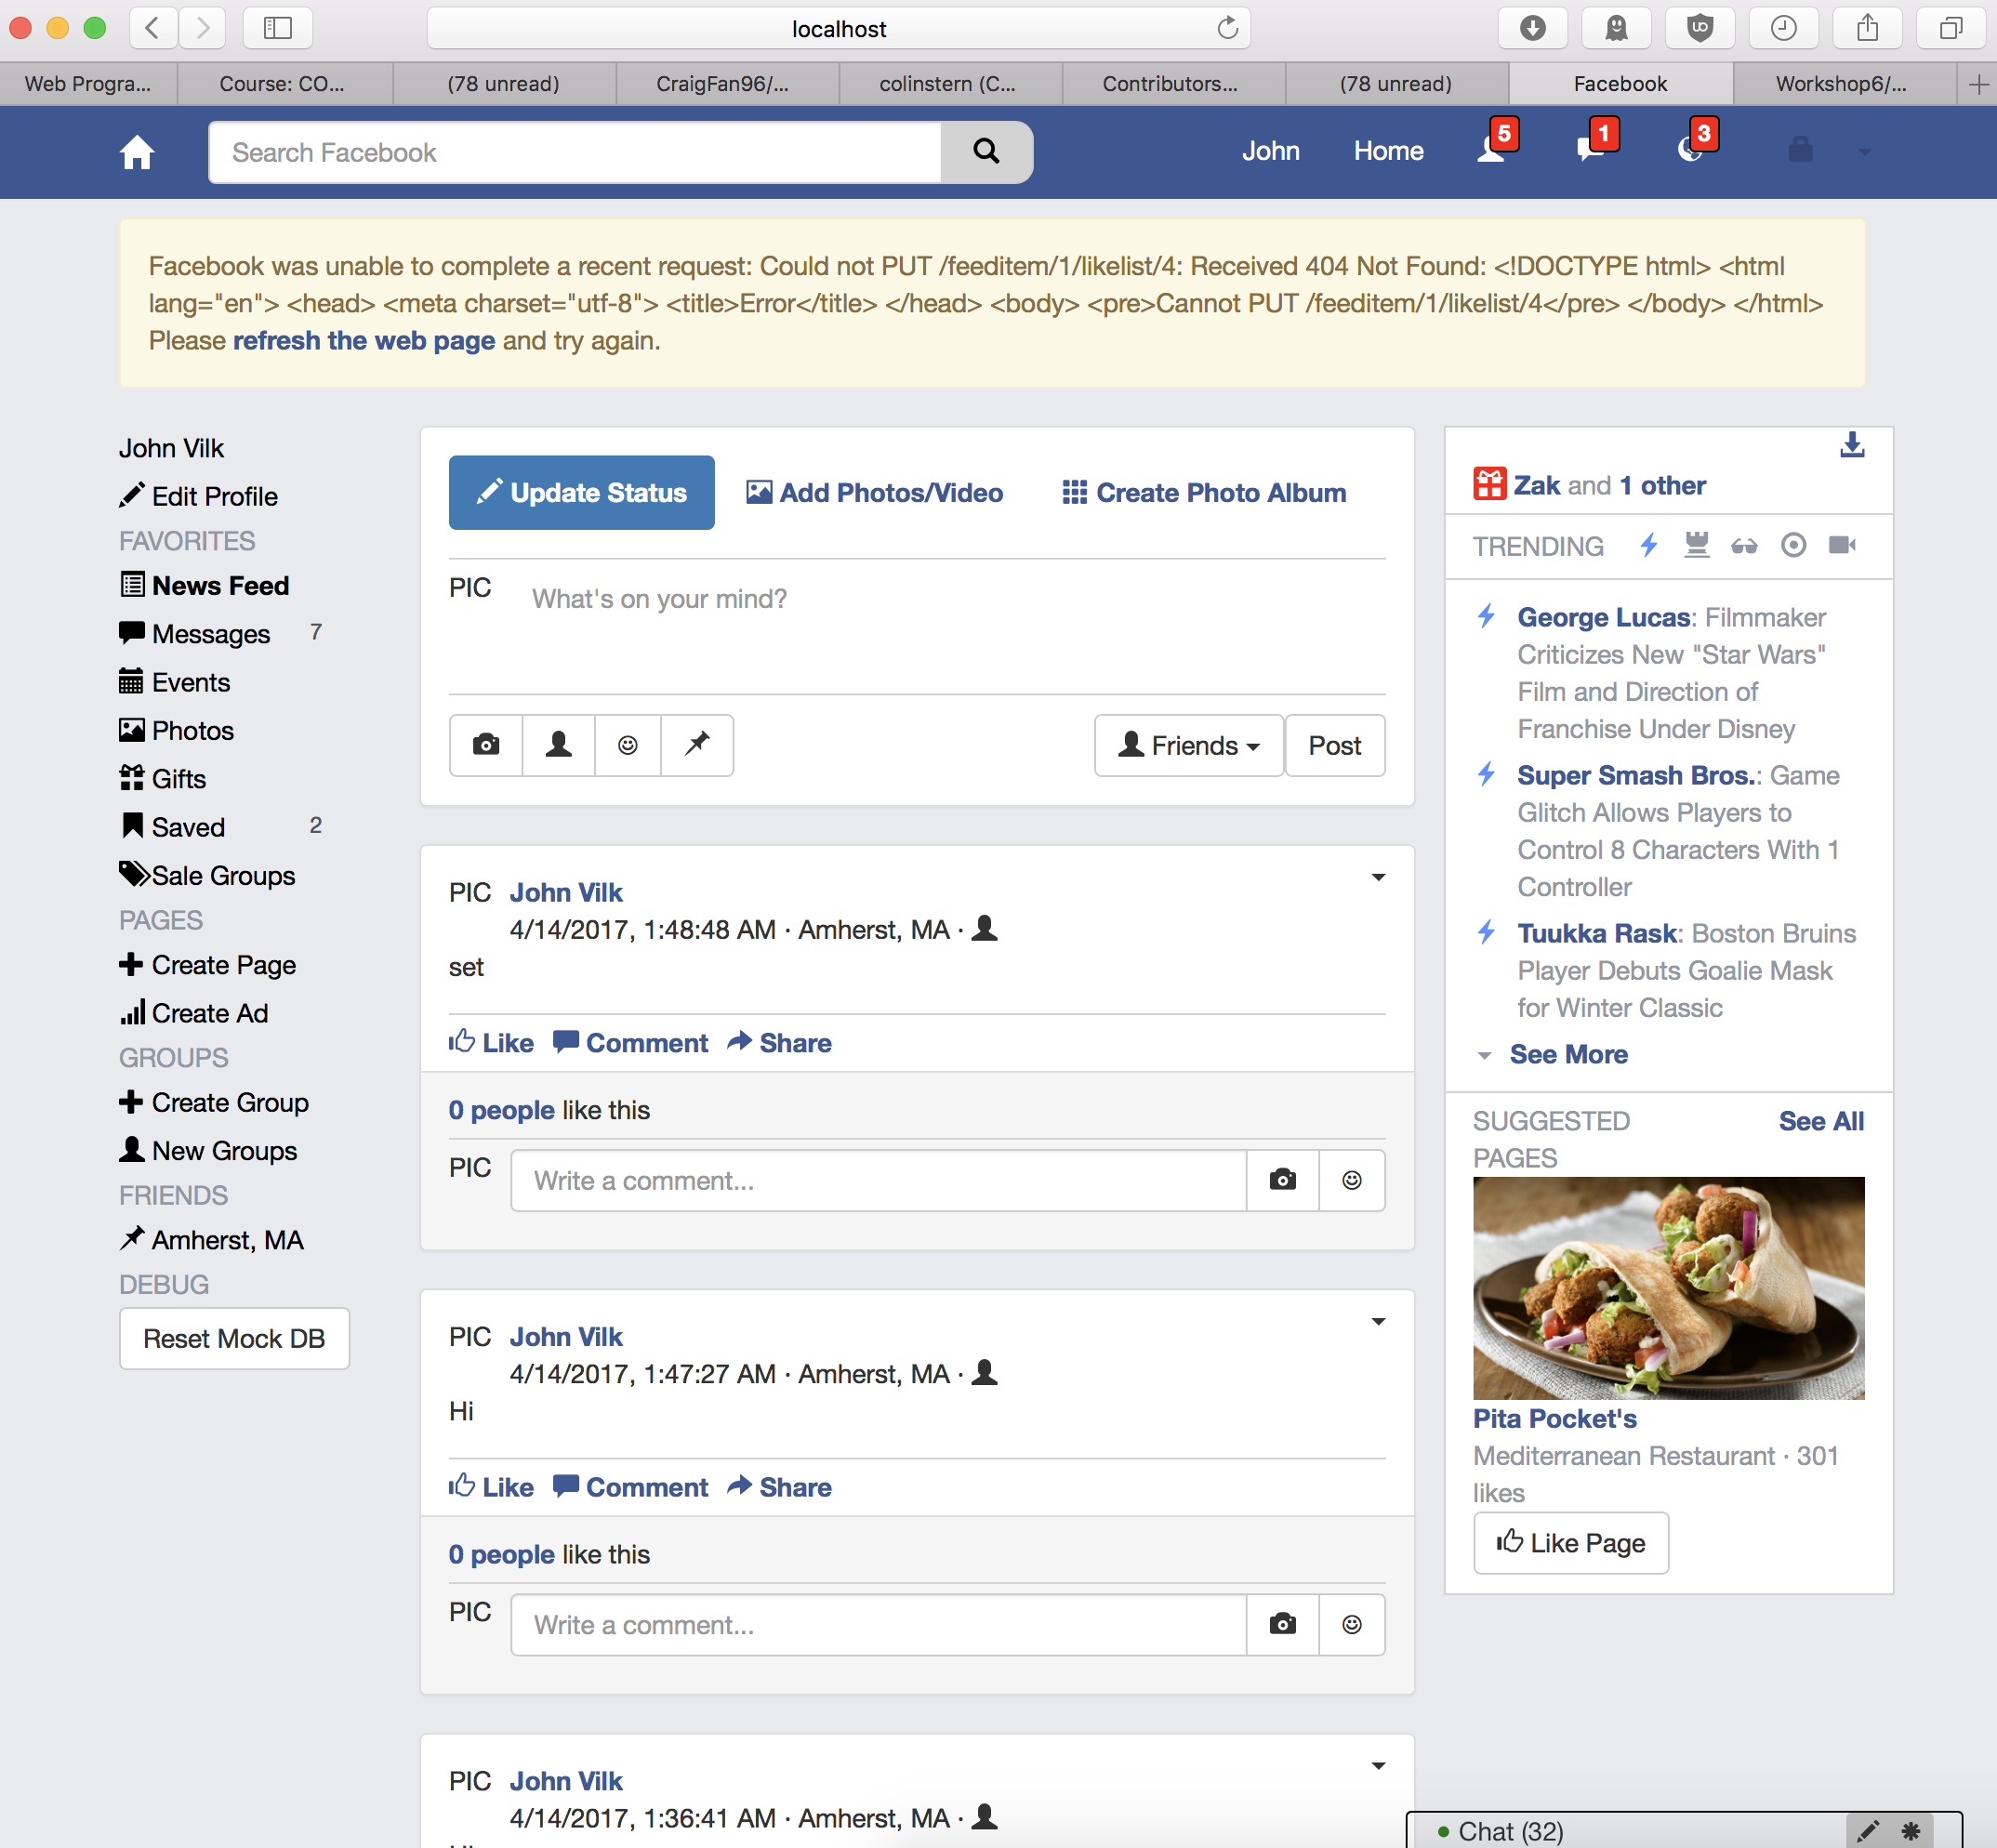 localhost
Web Progra...
Course: CO...
(78 unread)
CraigFan96/...
colinstern (C...
Contributors...
(78 unread)
Facebook
Workshop6/...
Search Facebook
John
Home
5
1
3
Facebook was unable to complete a recent request: Could not PUT /feeditem/1/likelist/4: Received 404 Not Found: <!DOCTYPE html> <html
lang="en"> <head> <meta charset="utf-8"> <title>Error</title> </head> <body> <pre>Cannot PUT /feeditem/1/likelist/4</pre> </body> </html>
Please refresh the web page and try again.
John Vilk
Edit Profile
FAVORITES
News Feed
Messages 7
Events
Photos
Gifts
Saved 2
Sale Groups
PAGES
Create Page
Create Ad
GROUPS
Create Group
New Groups
FRIENDS
Amherst, MA
DEBUG
Reset Mock DB
Update Status
Add Photos/Video
Create Photo Album
PIC
What's on your mind?
Friends
Post
PIC John Vilk
4/14/2017, 1:48:48 AM · Amherst, MA ·
set
Like Comment Share
0 people like this
PIC
Write a comment...
PIC John Vilk
4/14/2017, 1:47:27 AM · Amherst, MA ·
Hi
Like Comment Share
0 people like this
PIC
Write a comment...
PIC John Vilk
4/14/2017, 1:36:41 AM · Amherst, MA ·
Zak and 1 other
TRENDING
George Lucas: Filmmaker
Criticizes New "Star Wars"
Film and Direction of
Franchise Under Disney
Super Smash Bros.: Game
Glitch Allows Players to
Control 8 Characters With 1
Controller
Tuukka Rask: Boston Bruins
Player Debuts Goalie Mask
for Winter Classic
See More
SUGGESTED
PAGES
See All
Pita Pocket's
Mediterranean Restaurant · 301
likes
Like Page
Chat (32)